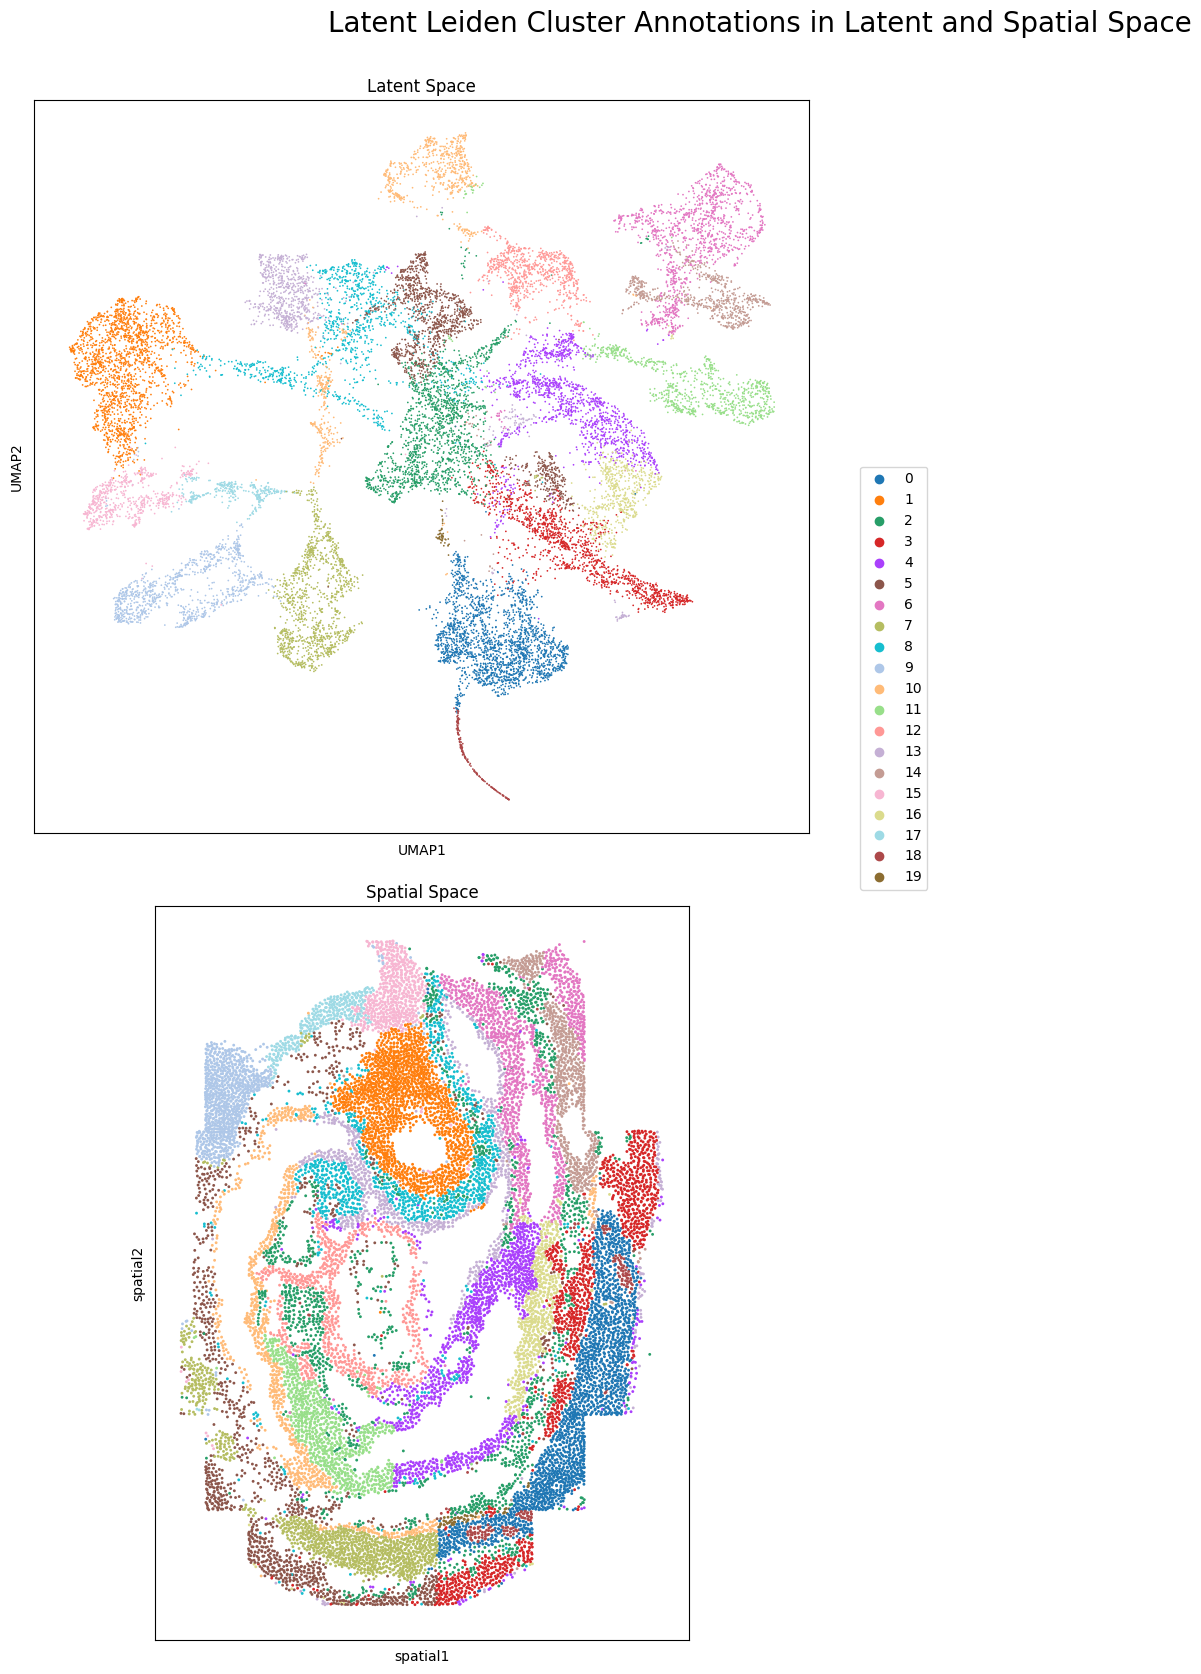 Latent Leiden Cluster Annotations in Latent and Spatial Space
Latent Space
UMAP2
UMAP1
0
1
2
3
4
5
6
7
8
9
10
11
12
13
14
15
16
17
18
19
Spatial Space
spatial2
spatial1